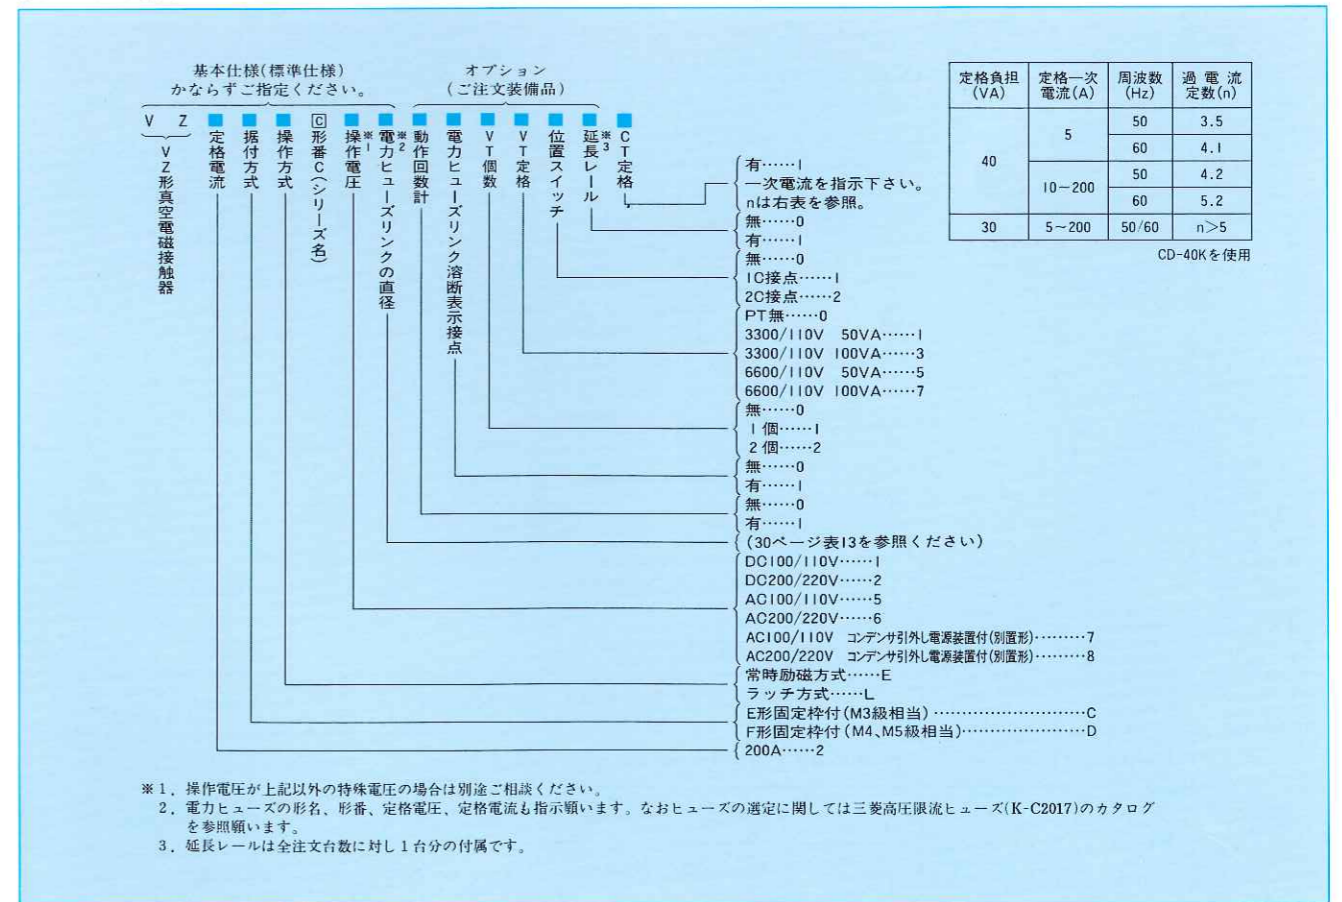 基本仕様(標準仕様)
かならずご指定ください。
オプション
(ご注文装備品)
V Z
VZ形真空電磁接触器
定格電流
据付方式
操作方式
C
形番C(シリーズ名)
操作電圧
※1
電力ヒューズリンクの直径
※2
動作回数計
電力ヒューズリンク溶断表示接点
VT個数
VT定格
位置スイッチ
延長レール
※3
CT定格
有……1
一次電流を指示下さい。
nは右表を参照。
無……0
有……1
無……0
1C接点……1
2C接点……2
PT無……0
3300/110V 50VA……1
3300/110V 100VA……3
6600/110V 50VA……5
6600/110V 100VA……7
無……0
1個……1
2個……2
無……0
有……1
無……0
有……1
(30ページ表13を参照ください)
DC100/110V……1
DC200/220V……2
AC100/110V……5
AC200/220V……6
AC100/110V コンデンサ引外し電源装置付(別置形)………7
AC200/220V コンデンサ引外し電源装置付(別置形)………8
常時励磁方式……E
ラッチ方式……L
E形固定枠付(M3級相当)………………………C
F形固定枠付(M4、M5級相当)…………………D
200A……2
定格負担(VA) 定格一次電流(A) 周波数(Hz) 過電流定数(n)
40 5 50 3.5
60 4.1
10~200 50 4.2
60 5.2
30 5~200 50/60 n>5
CD-40Kを使用
※1. 操作電圧が上記以外の特殊電圧の場合は別途ご相談ください。
2. 電力ヒューズの形名、形番、定格電圧、定格電流も指示願います。なおヒューズの選定に関しては三菱高圧限流ヒューズ(K-C2017)のカタログ
を参照願います。
3. 延長レールは全注文台数に対し1台分の付属です。